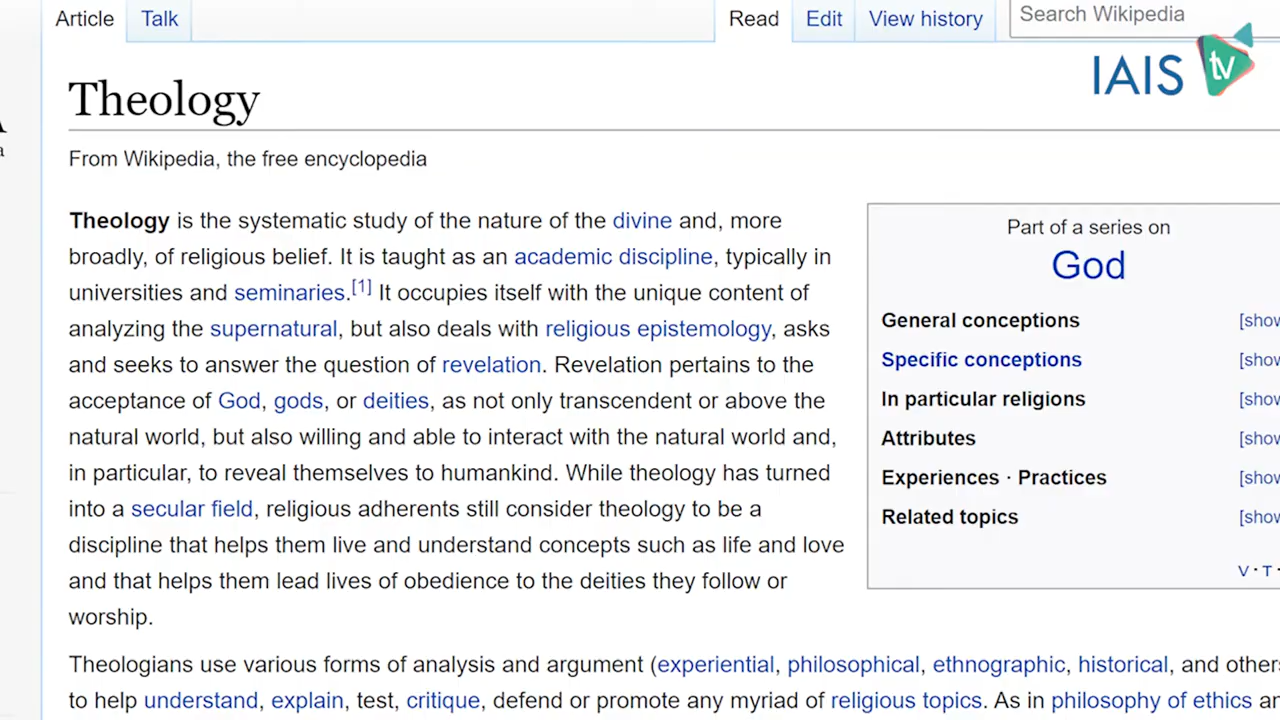 Article Talk Read Edit View history Search Wikipedia
IAIS tv
Theology
From Wikipedia, the free encyclopedia
Theology is the systematic study of the nature of the divine and, more
broadly, of religious belief. It is taught as an academic discipline, typically in
universities and seminaries.[1] It occupies itself with the unique content of
analyzing the supernatural, but also deals with religious epistemology, asks
and seeks to answer the question of revelation. Revelation pertains to the
acceptance of God, gods, or deities, as not only transcendent or above the
natural world, but also willing and able to interact with the natural world and,
in particular, to reveal themselves to humankind. While theology has turned
into a secular field, religious adherents still consider theology to be a
discipline that helps them live and understand concepts such as life and love
and that helps them lead lives of obedience to the deities they follow or
worship.
Part of a series on
God
General conceptions [show
Specific conceptions [show
In particular religions [show
Attributes [show
Experiences · Practices [show
Related topics [show
V · T ·
Theologians use various forms of analysis and argument (experiential, philosophical, ethnographic, historical, and others
to help understand, explain, test, critique, defend or promote any myriad of religious topics. As in philosophy of ethics an